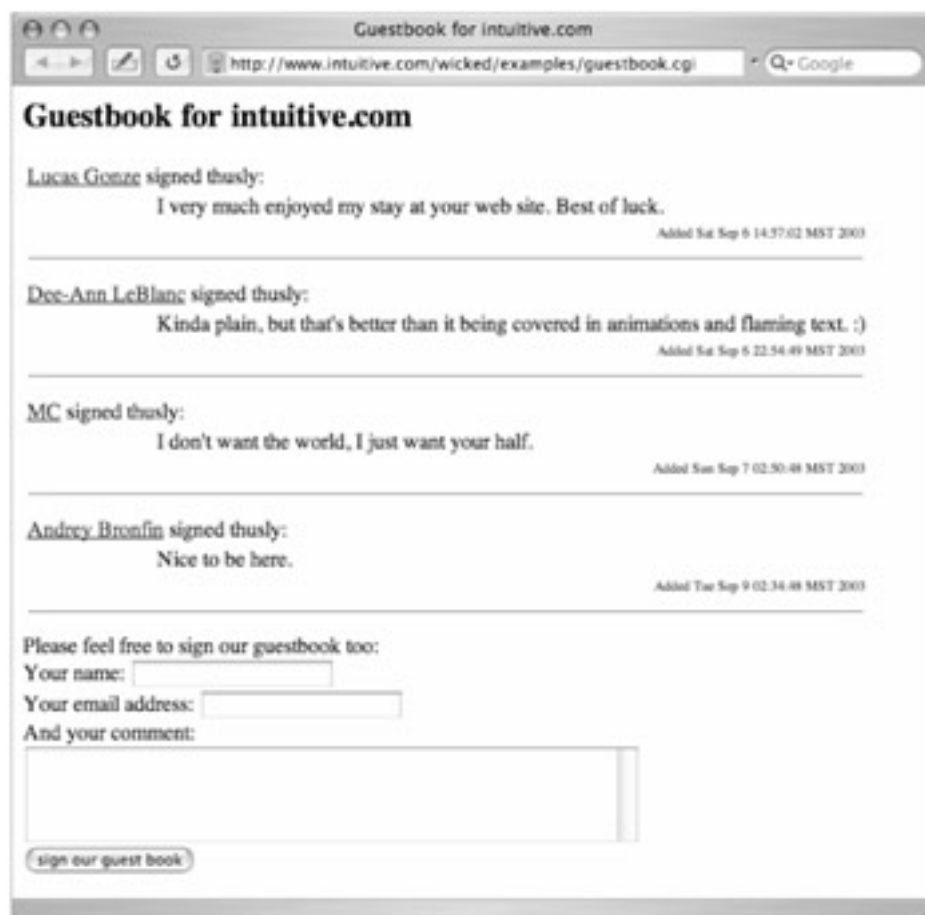 Guestbook for intuitive.com
http://www.intuitive.com/wicked/examples/guestbook.cgi
Google
Guestbook for intuitive.com
Lucas Gonze signed thusly:
I very much enjoyed my stay at your web site. Best of luck.
Added Sat Sep 6 14:57:02 MST 2003
Dee-Ann LeBlanc signed thusly:
Kinda plain, but that's better than it being covered in animations and flaming text. :)
Added Sat Sep 6 22:54:49 MST 2003
MC signed thusly:
I don't want the world, I just want your half.
Added Sun Sep 7 02:50:48 MST 2003
Andrey Bronfin signed thusly:
Nice to be here.
Added Tue Sep 9 02:34:48 MST 2003
Please feel free to sign our guestbook too:
Your name:
Your email address:
And your comment:
sign our guest book